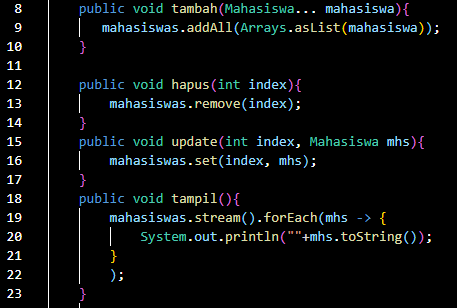 8 public void tambah(Mahasiswa... mahasiswa){
9 mahasiswas.addAll(Arrays.asList(mahasiswa));
10 }
11
12 public void hapus(int index){
13 mahasiswas.remove(index);
14 }
15 public void update(int index, Mahasiswa mhs){
16 mahasiswas.set(index, mhs);
17 }
18 public void tampil(){
19 mahasiswas.stream().forEach(mhs -> {
20 System.out.println(""+mhs.toString());
21 }
22 );
23 }